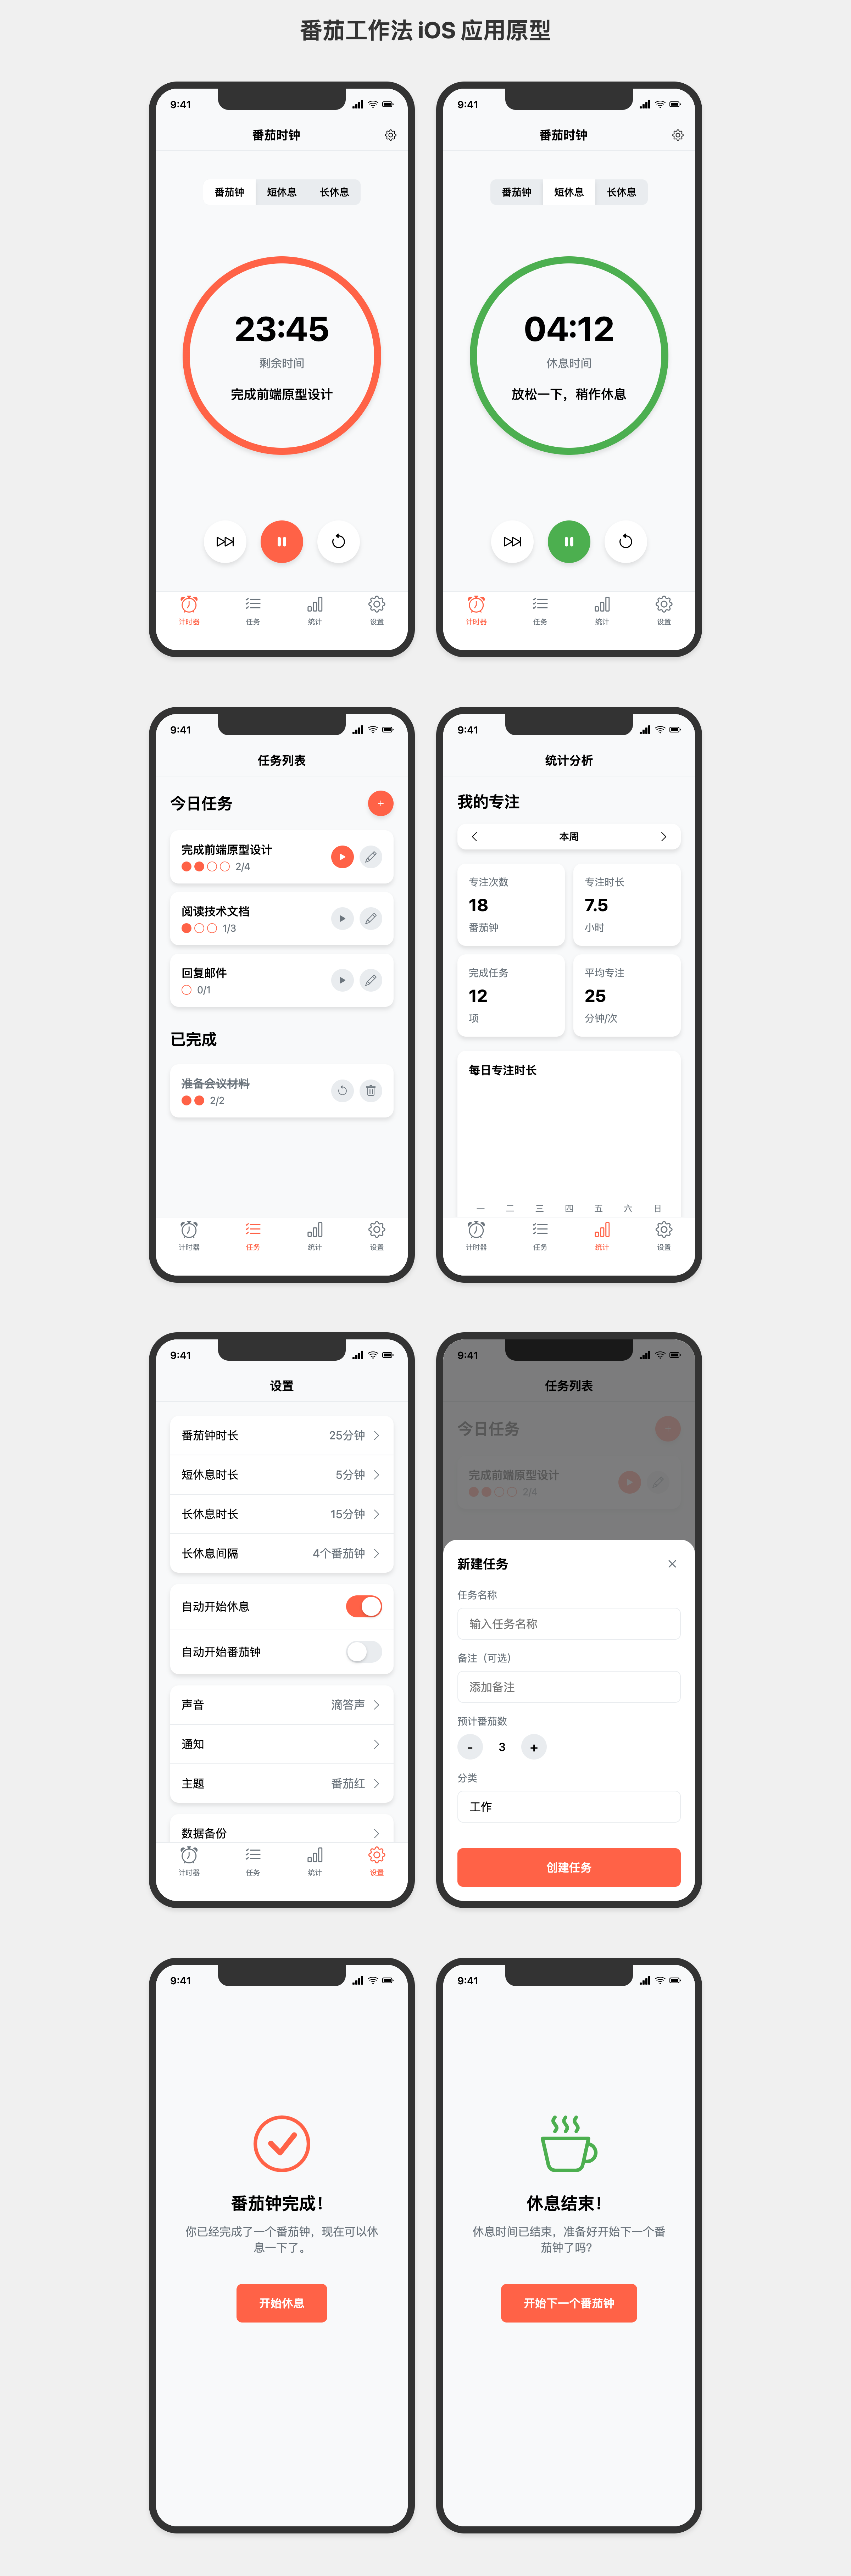 番茄工作法 iOS 应用原型
9:41
番茄时钟
番茄钟 短休息 长休息
23:45
剩余时间
完成前端原型设计
计时器 任务 统计 设置
9:41
番茄时钟
番茄钟 短休息 长休息
04:12
休息时间
放松一下，稍作休息
计时器 任务 统计 设置
9:41
任务列表
今日任务
+
完成前端原型设计
2/4
阅读技术文档
1/3
回复邮件
0/1
已完成
准备会议材料
2/2
计时器 任务 统计 设置
9:41
统计分析
我的专注
本周
专注次数
18
番茄钟
专注时长
7.5
小时
完成任务
12
项
平均专注
25
分钟/次
每日专注时长
一 二 三 四 五 六 日
计时器 任务 统计 设置
9:41
设置
番茄钟时长 25分钟
短休息时长 5分钟
长休息时长 15分钟
长休息间隔 4个番茄钟
自动开始休息
自动开始番茄钟
声音 滴答声
通知
主题 番茄红
数据备份
计时器 任务 统计 设置
9:41
任务列表
今日任务
+
完成前端原型设计
2/4
新建任务
任务名称
输入任务名称
备注（可选）
添加备注
预计番茄数
- 3 +
分类
工作
创建任务
9:41
番茄钟完成！
你已经完成了一个番茄钟，现在可以休
息一下了。
开始休息
9:41
休息结束！
休息时间已结束，准备好开始下一个番
茄钟了吗?
开始下一个番茄钟